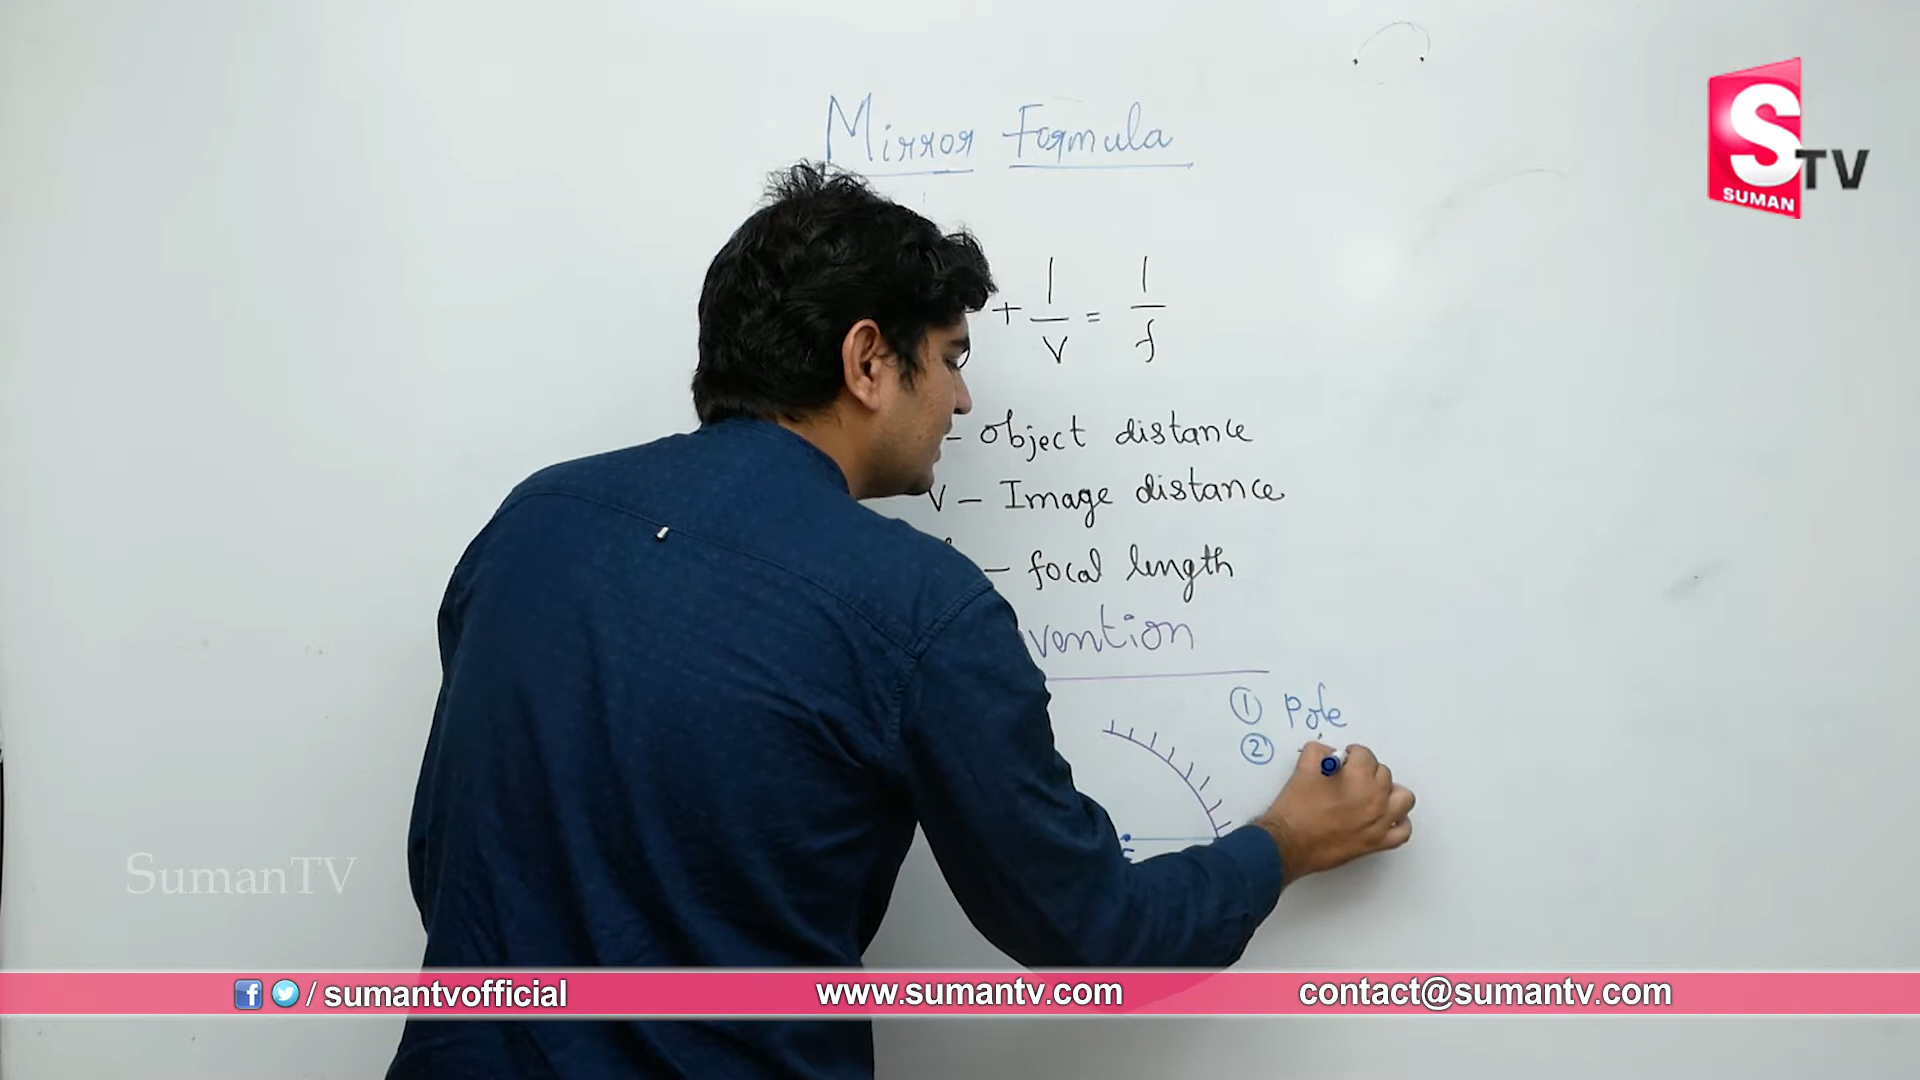 Mirror Formula
S
TV
SUMAN
+ 1/V = 1/f
- Object distance
V - Image distance
- focal length
vention
① Pole
②
F
SumanTV
/ sumantvofficial
www.sumantv.com
contact@sumantv.com